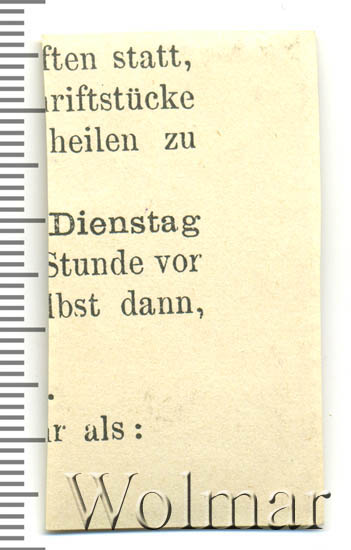 ften statt,
riftstücke
heilen zu
Dienstag
Stunde vor
lbst dann,
.
r als:
Wolmar